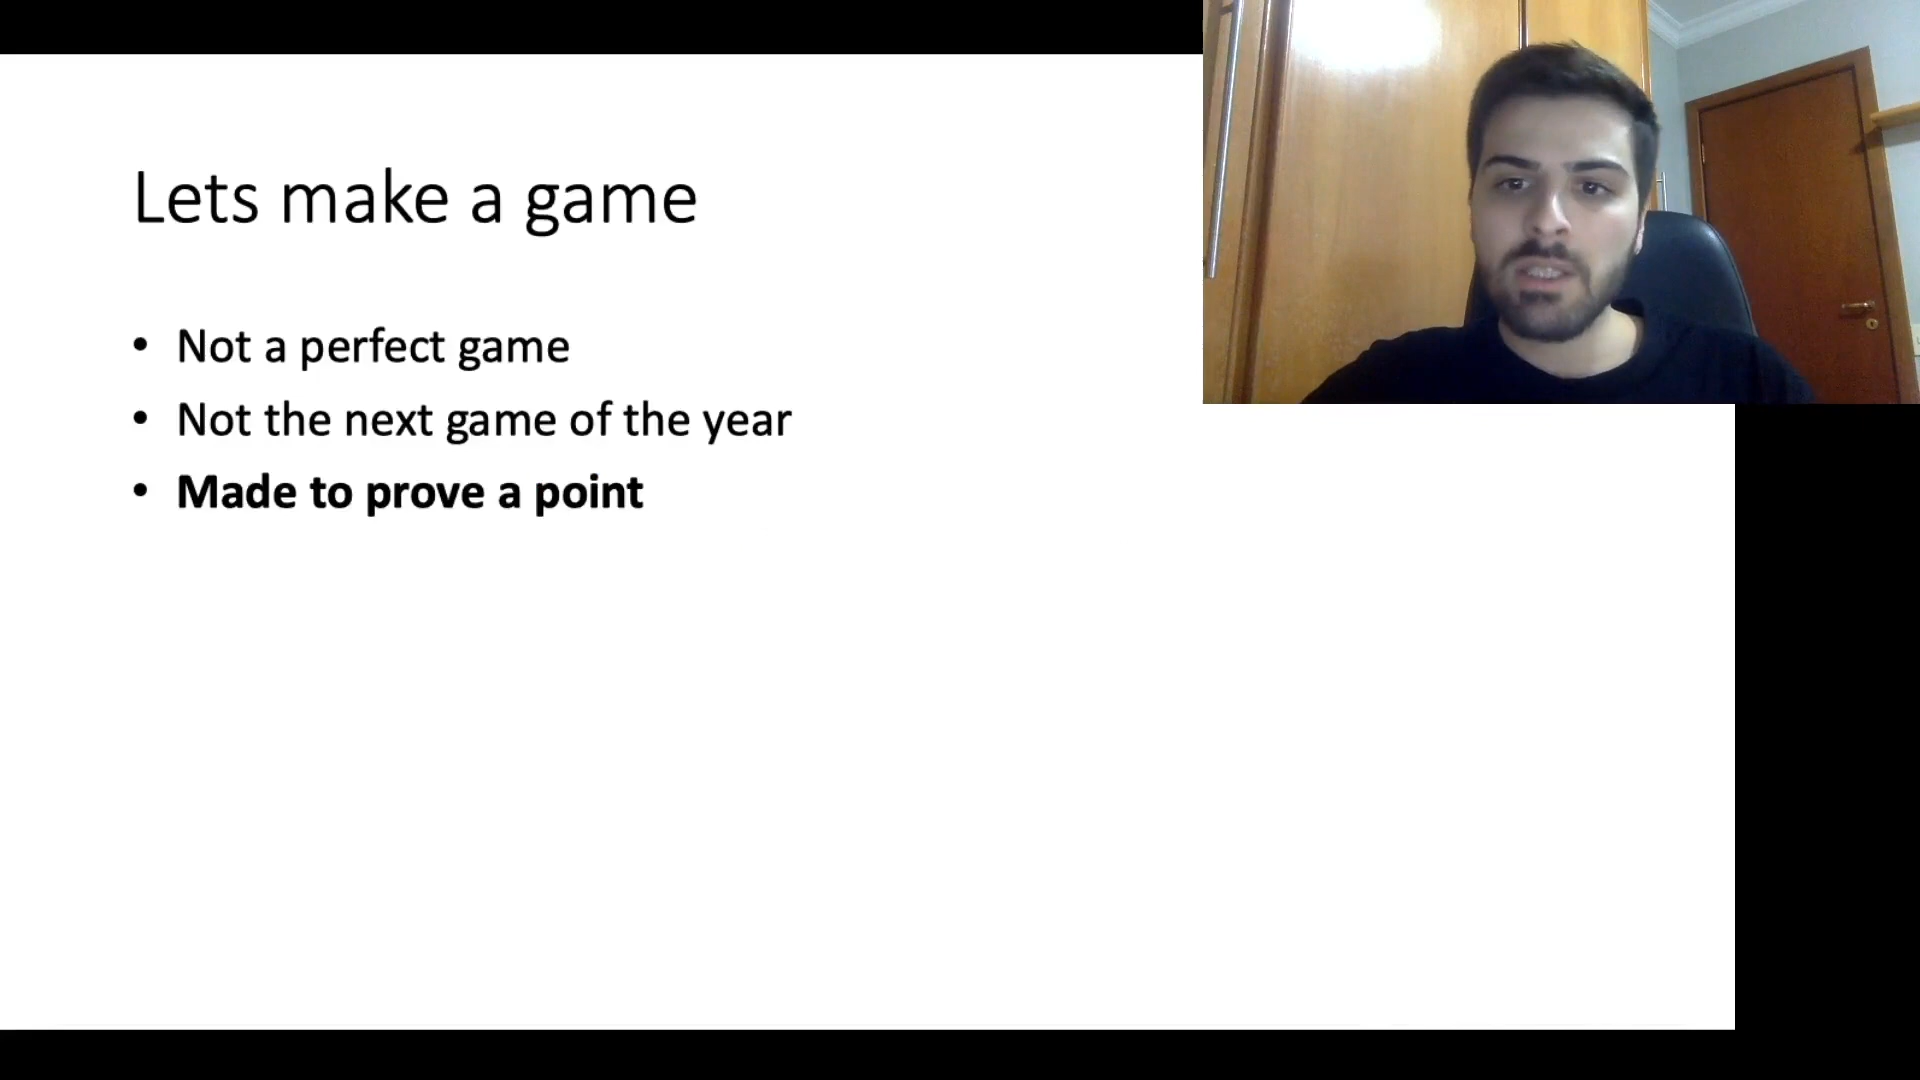 Lets make a game
• Not a perfect game
• Not the next game of the year
• Made to prove a point